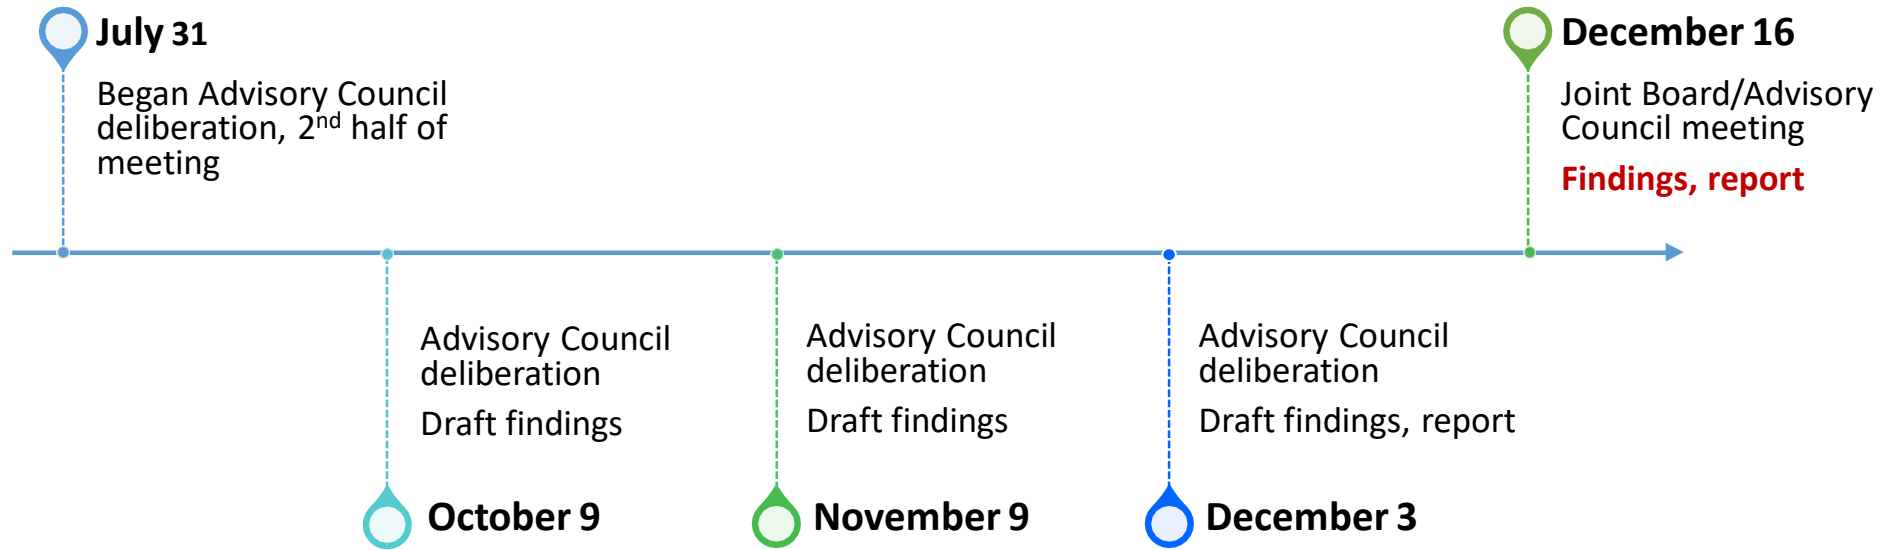 July 31
Began Advisory Council
deliberation, 2nd half of
meeting
December 16
Joint Board/Advisory
Council meeting
Findings, report
Advisory Council
deliberation
Draft findings
October 9
Advisory Council
deliberation
Draft findings
November 9
Advisory Council
deliberation
Draft findings, report
December 3